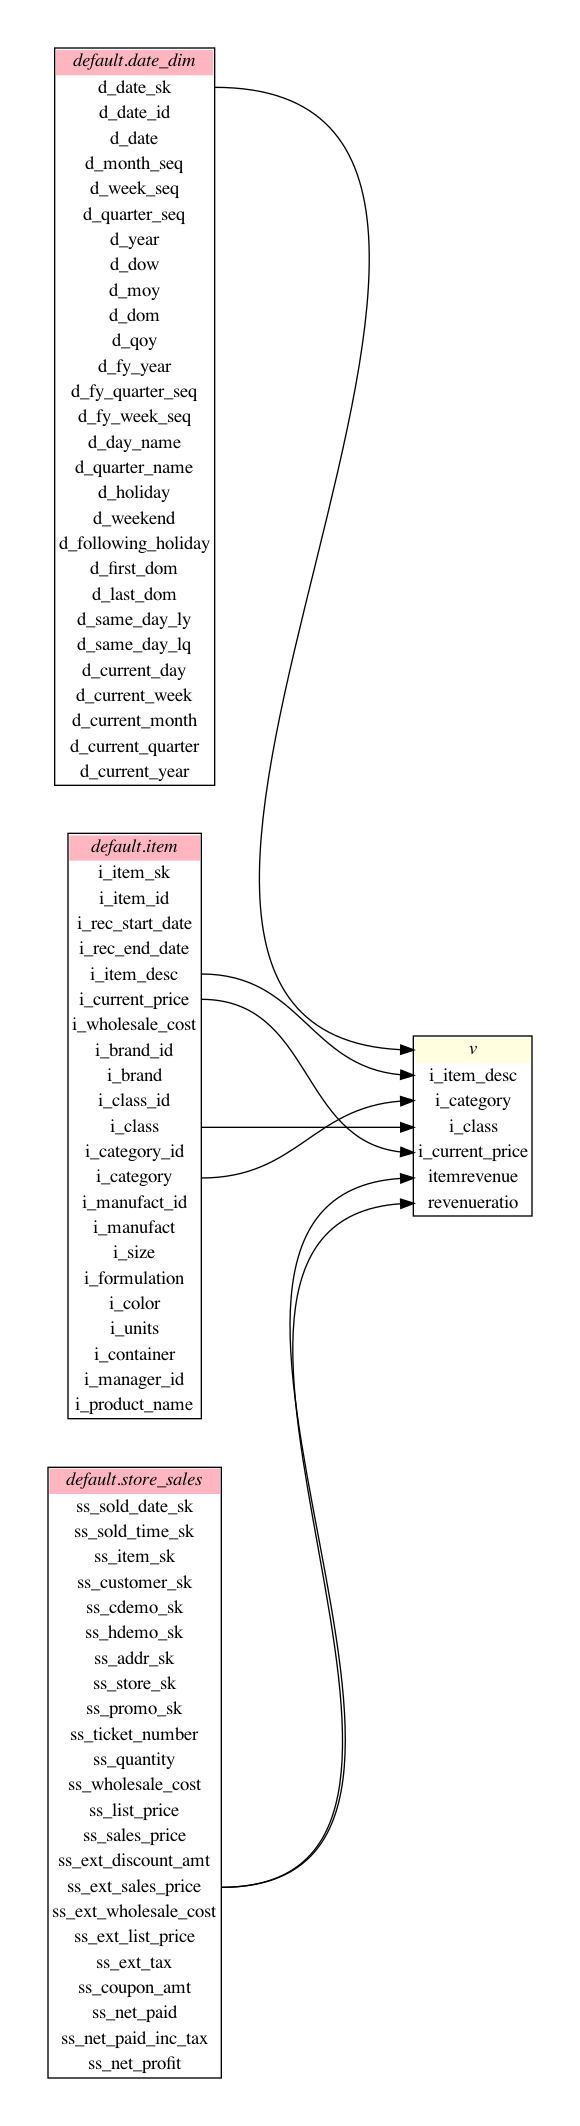 default.date_dim
d_date_sk
d_date_id
d_date
d_month_seq
d_week_seq
d_quarter_seq
d_year
d_dow
d_moy
d_dom
d_qoy
d_fy_year
d_fy_quarter_seq
d_fy_week_seq
d_day_name
d_quarter_name
d_holiday
d_weekend
d_following_holiday
d_first_dom
d_last_dom
d_same_day_ly
d_same_day_lq
d_current_day
d_current_week
d_current_month
d_current_quarter
d_current_year
default.item
i_item_sk
i_item_id
i_rec_start_date
i_rec_end_date
i_item_desc
i_current_price
i_wholesale_cost
i_brand_id
i_brand
i_class_id
i_class
i_category_id
i_category
i_manufact_id
i_manufact
i_size
i_formulation
i_color
i_units
i_container
i_manager_id
i_product_name
v
i_item_desc
i_category
i_class
i_current_price
itemrevenue
revenueratio
default.store_sales
ss_sold_date_sk
ss_sold_time_sk
ss_item_sk
ss_customer_sk
ss_cdemo_sk
ss_hdemo_sk
ss_addr_sk
ss_store_sk
ss_promo_sk
ss_ticket_number
ss_quantity
ss_wholesale_cost
ss_list_price
ss_sales_price
ss_ext_discount_amt
ss_ext_sales_price
ss_ext_wholesale_cost
ss_ext_list_price
ss_ext_tax
ss_coupon_amt
ss_net_paid
ss_net_paid_inc_tax
ss_net_profit